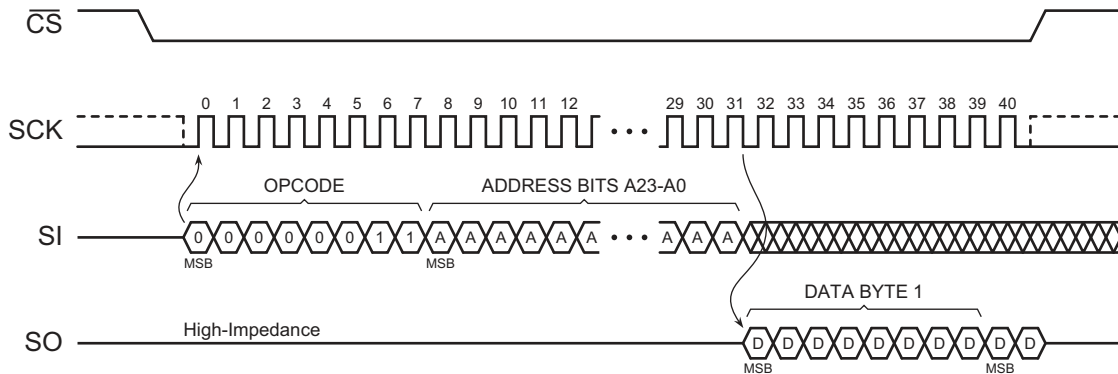 CS
0 1 2 3 4 5 6 7 8 9 10 11 12 29 30 31 32 33 34 35 36 37 38 39 40
SCK
OPCODE ADDRESS BITS A23-A0
SI 0 0 0 0 0 0 1 1 A A A A A A A A A
MSB MSB
DATA BYTE 1
High-Impedance
SO D D D D D D D D D D
MSB MSB